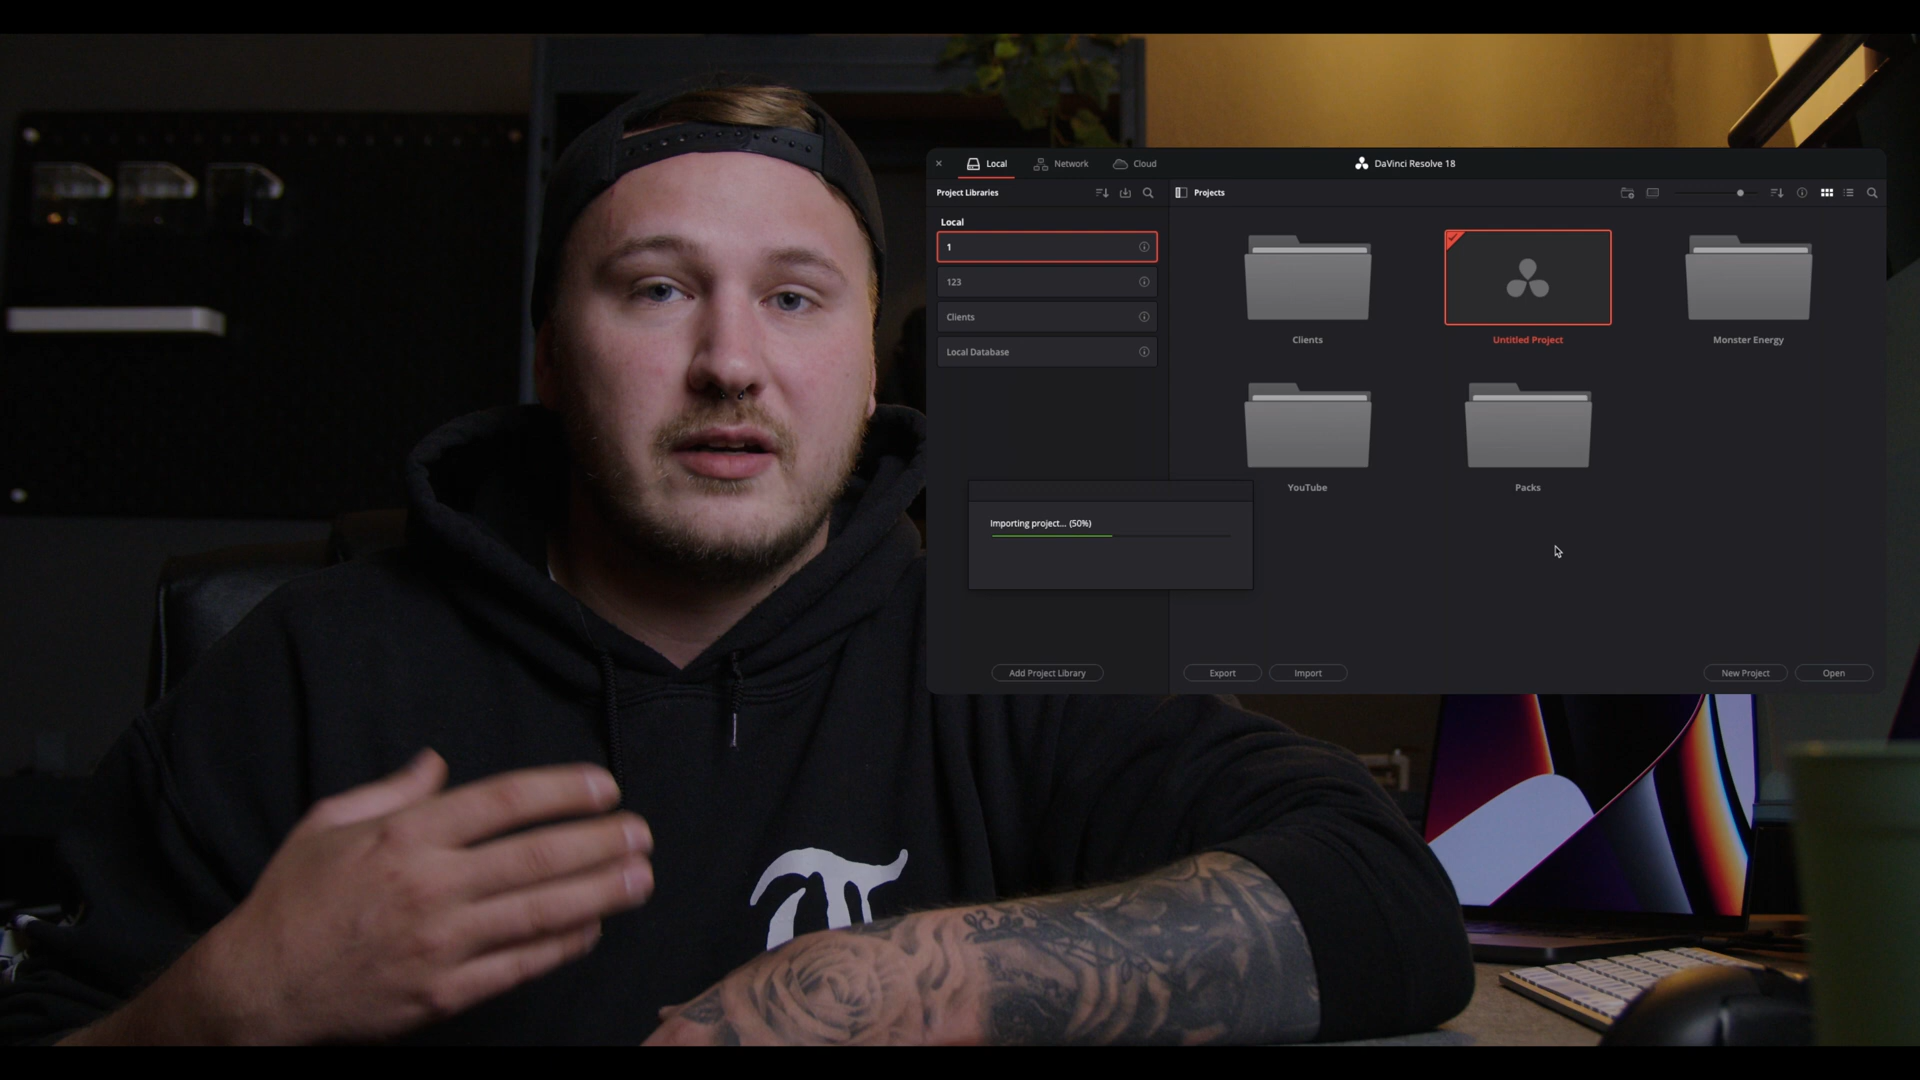 Local
Network
Cloud
DaVinci Resolve 18
Project Libraries
Projects
Local
1
123
Clients
Local Database
Clients
Untitled Project
Monster Energy
YouTube
Packs
Importing project... (50%)
Add Project Library
Export
Import
New Project
Open